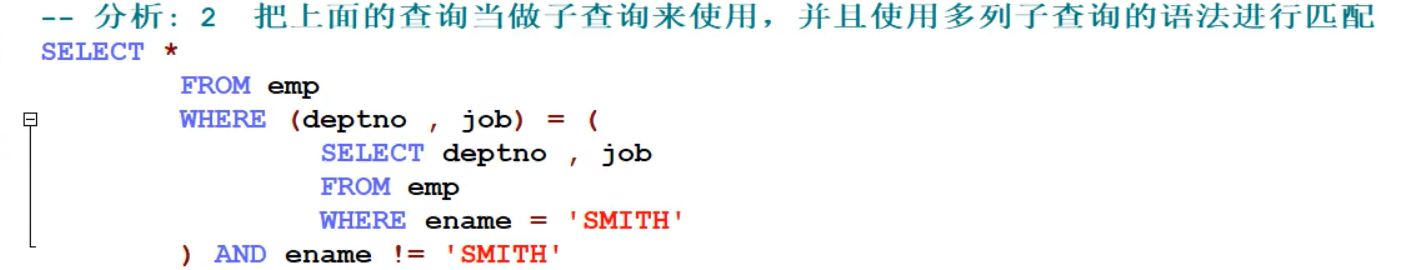 -- 分析: 2  把上面的查询当做子查询来使用，并且使用多列子查询的语法进行匹配
SELECT *
FROM emp
WHERE (deptno , job) = (
SELECT deptno , job
FROM emp
WHERE ename = 'SMITH'
) AND ename != 'SMITH'